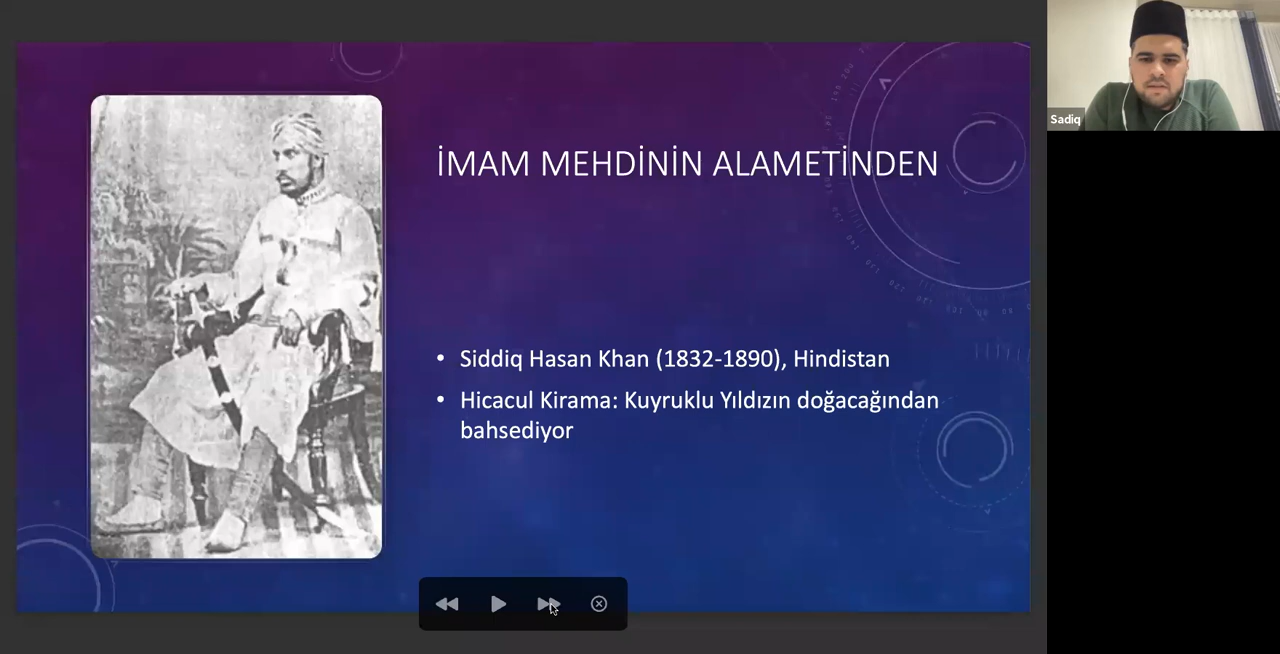 İMAM MEHDİNİN ALAMETİNDEN
• Siddiq Hasan Khan (1832-1890), Hindistan
• Hicacul Kirama: Kuyruklu Yıldızın doğacağından
bahsediyor
Sadiq